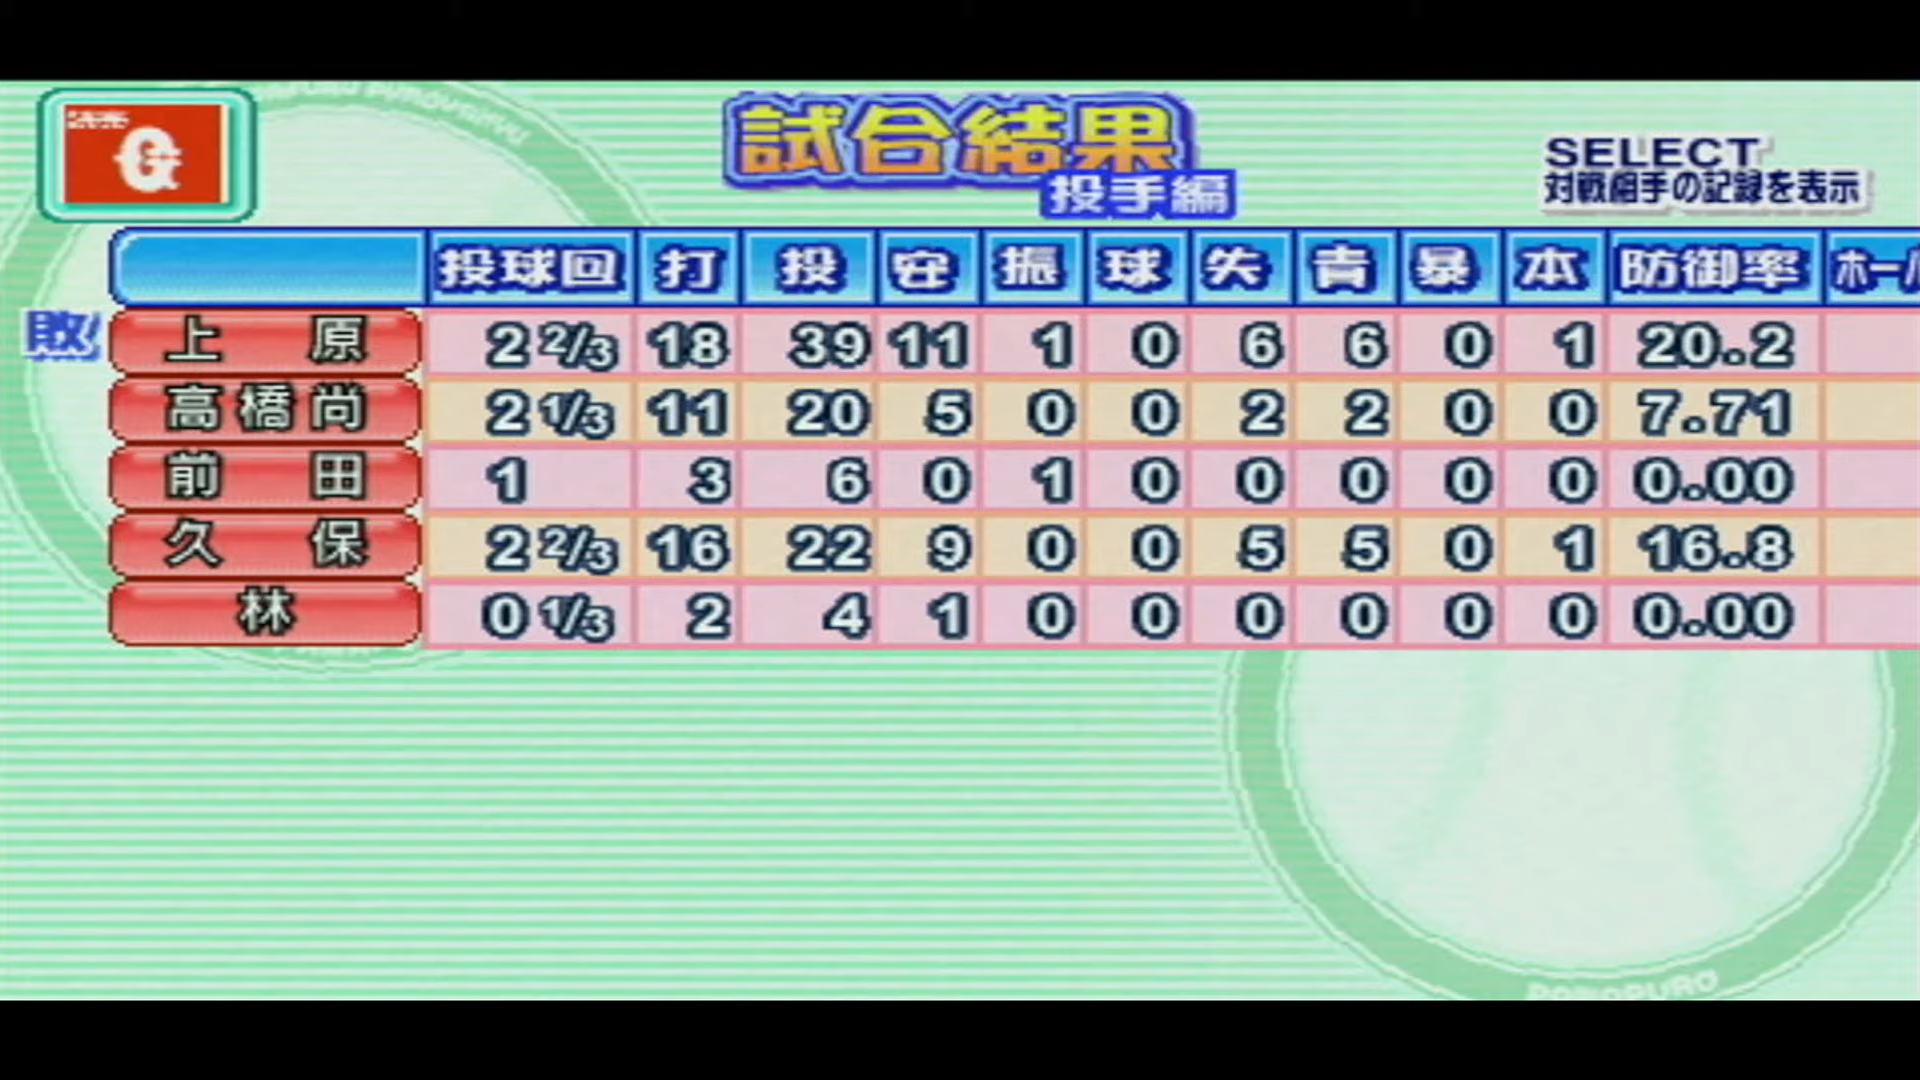 試合結果
投手編
SELECT
対戦相手の記録を表示
投球回 打 投 安 振 球 失 責 暴 本 防御率 ホー
敗 上原 2 2/3 18 39 11 1 0 6 6 0 1 20.2
高橋尚 2 1/3 11 20 5 0 0 2 2 0 0 7.71
前田 1 3 6 0 1 0 0 0 0 0 0.00
久保 2 2/3 16 22 9 0 0 5 5 0 1 16.8
林 0 1/3 2 4 1 0 0 0 0 0 0 0.00